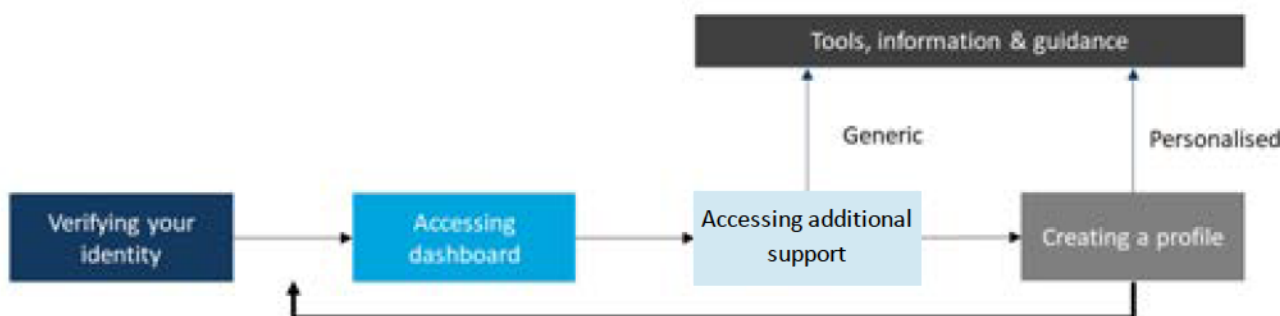 Tools, information & guidance
Generic
Personalised
Verifying your
identity
Accessing
dashboard
Accessing additional
support
Creating a profile